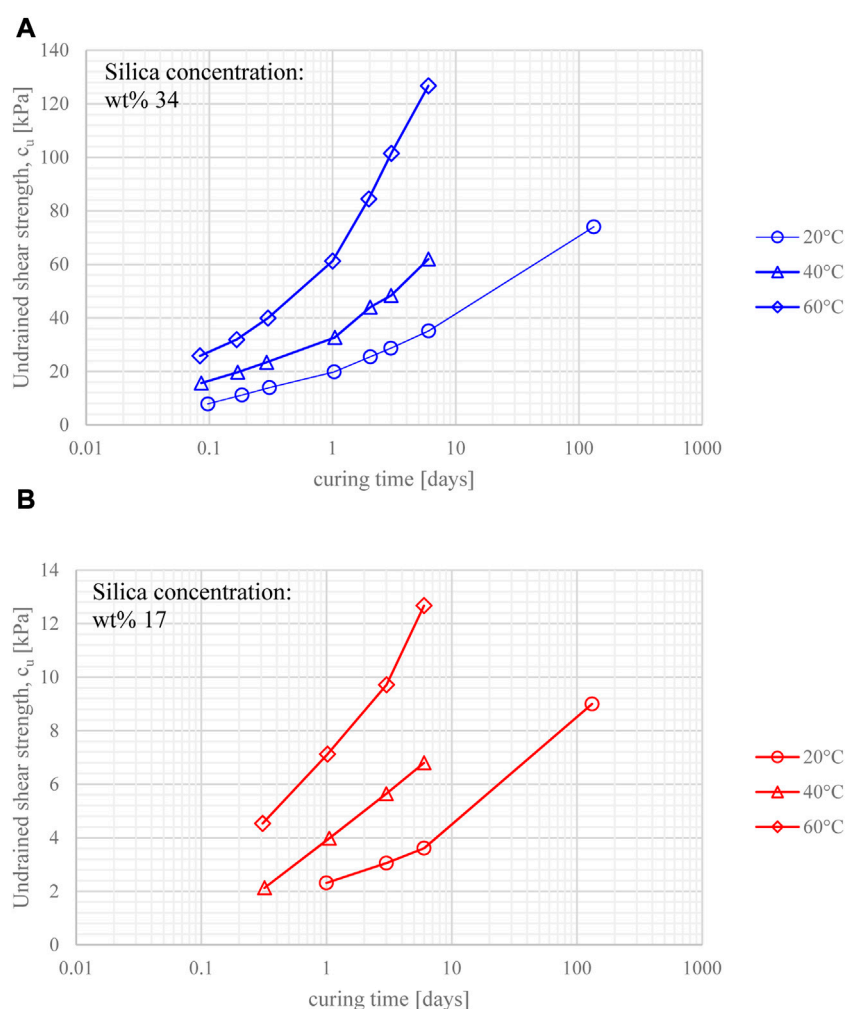 A
140
120
100
80
60
40
20
0
Undrained shear strength, cᵤ [kPa]
Silica concentration:
wt% 34
0.01 0.1 1 10 100 1000
curing time [days]
20°C
40°C
60°C
B
14
12
10
8
6
4
2
0
Undrained shear strength, cᵤ [kPa]
Silica concentration:
wt% 17
0.01 0.1 1 10 100 1000
curing time [days]
20°C
40°C
60°C